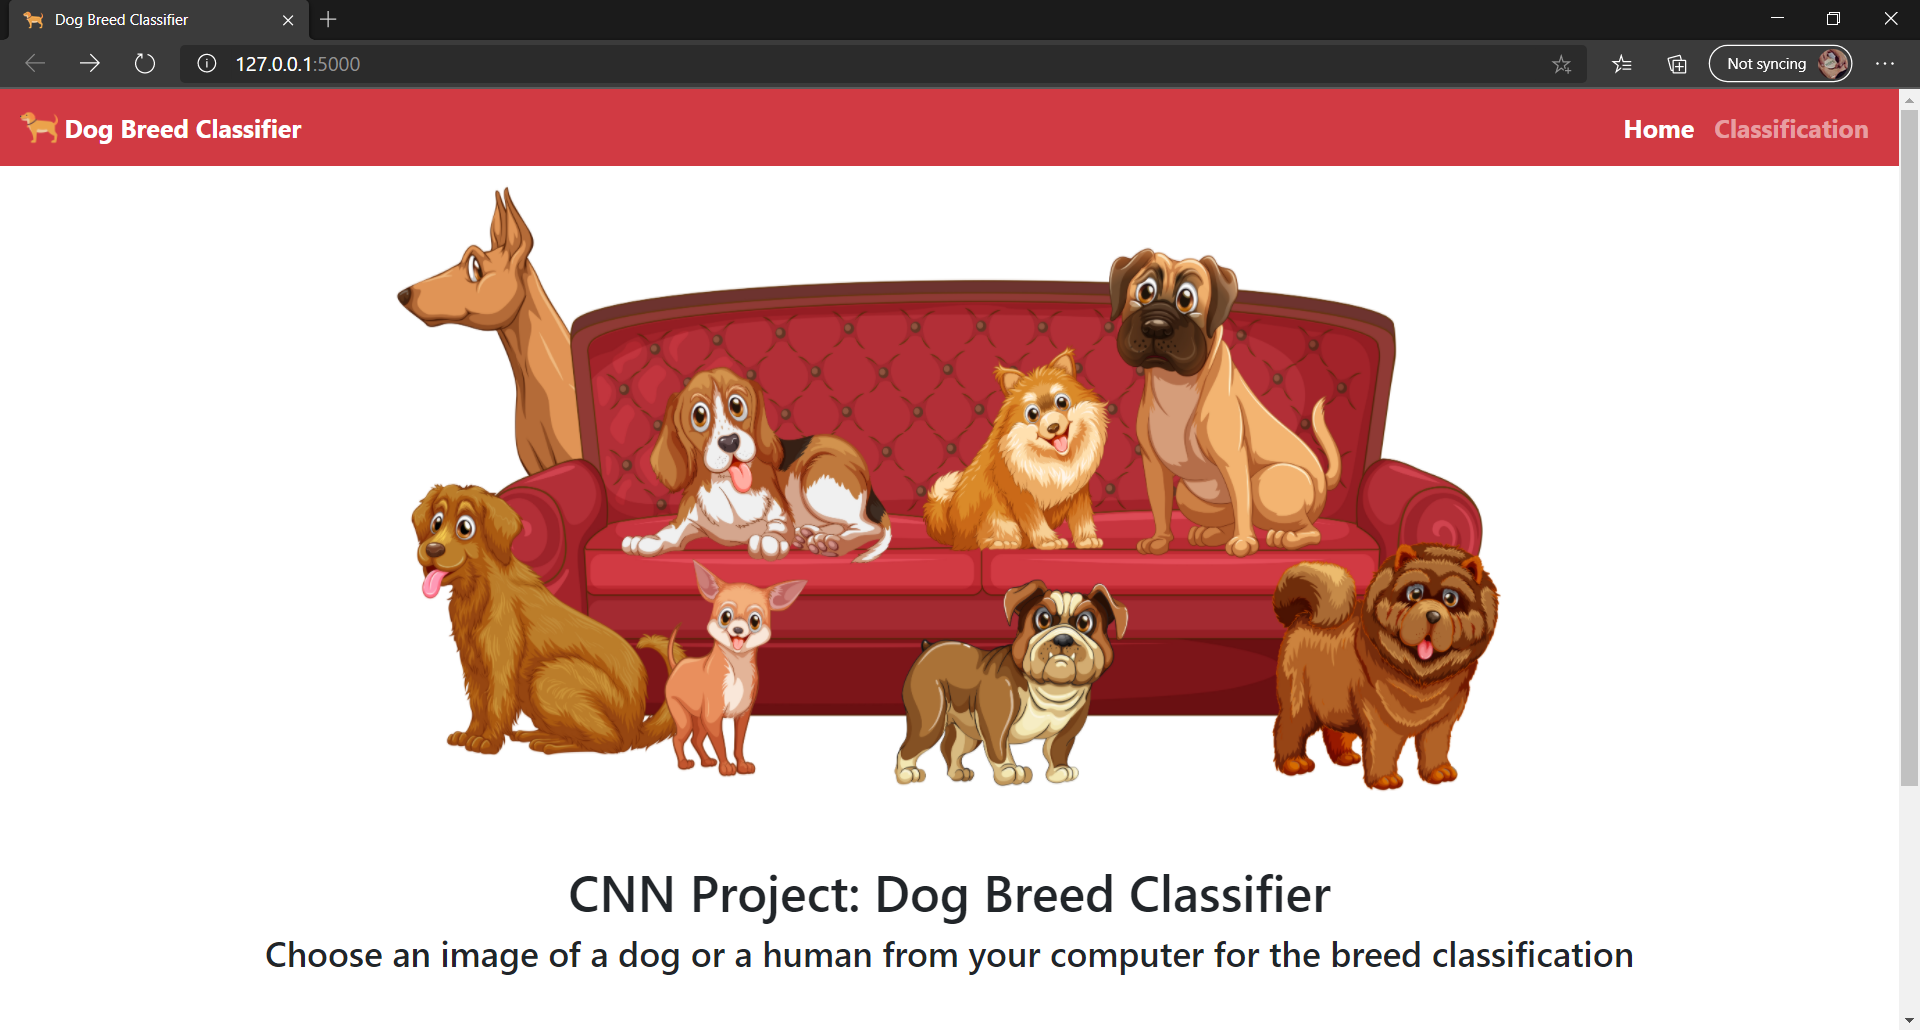 Dog Breed Classifier
127.0.0.1:5000
Not syncing
Dog Breed Classifier
Home Classification
CNN Project: Dog Breed Classifier
Choose an image of a dog or a human from your computer for the breed classification